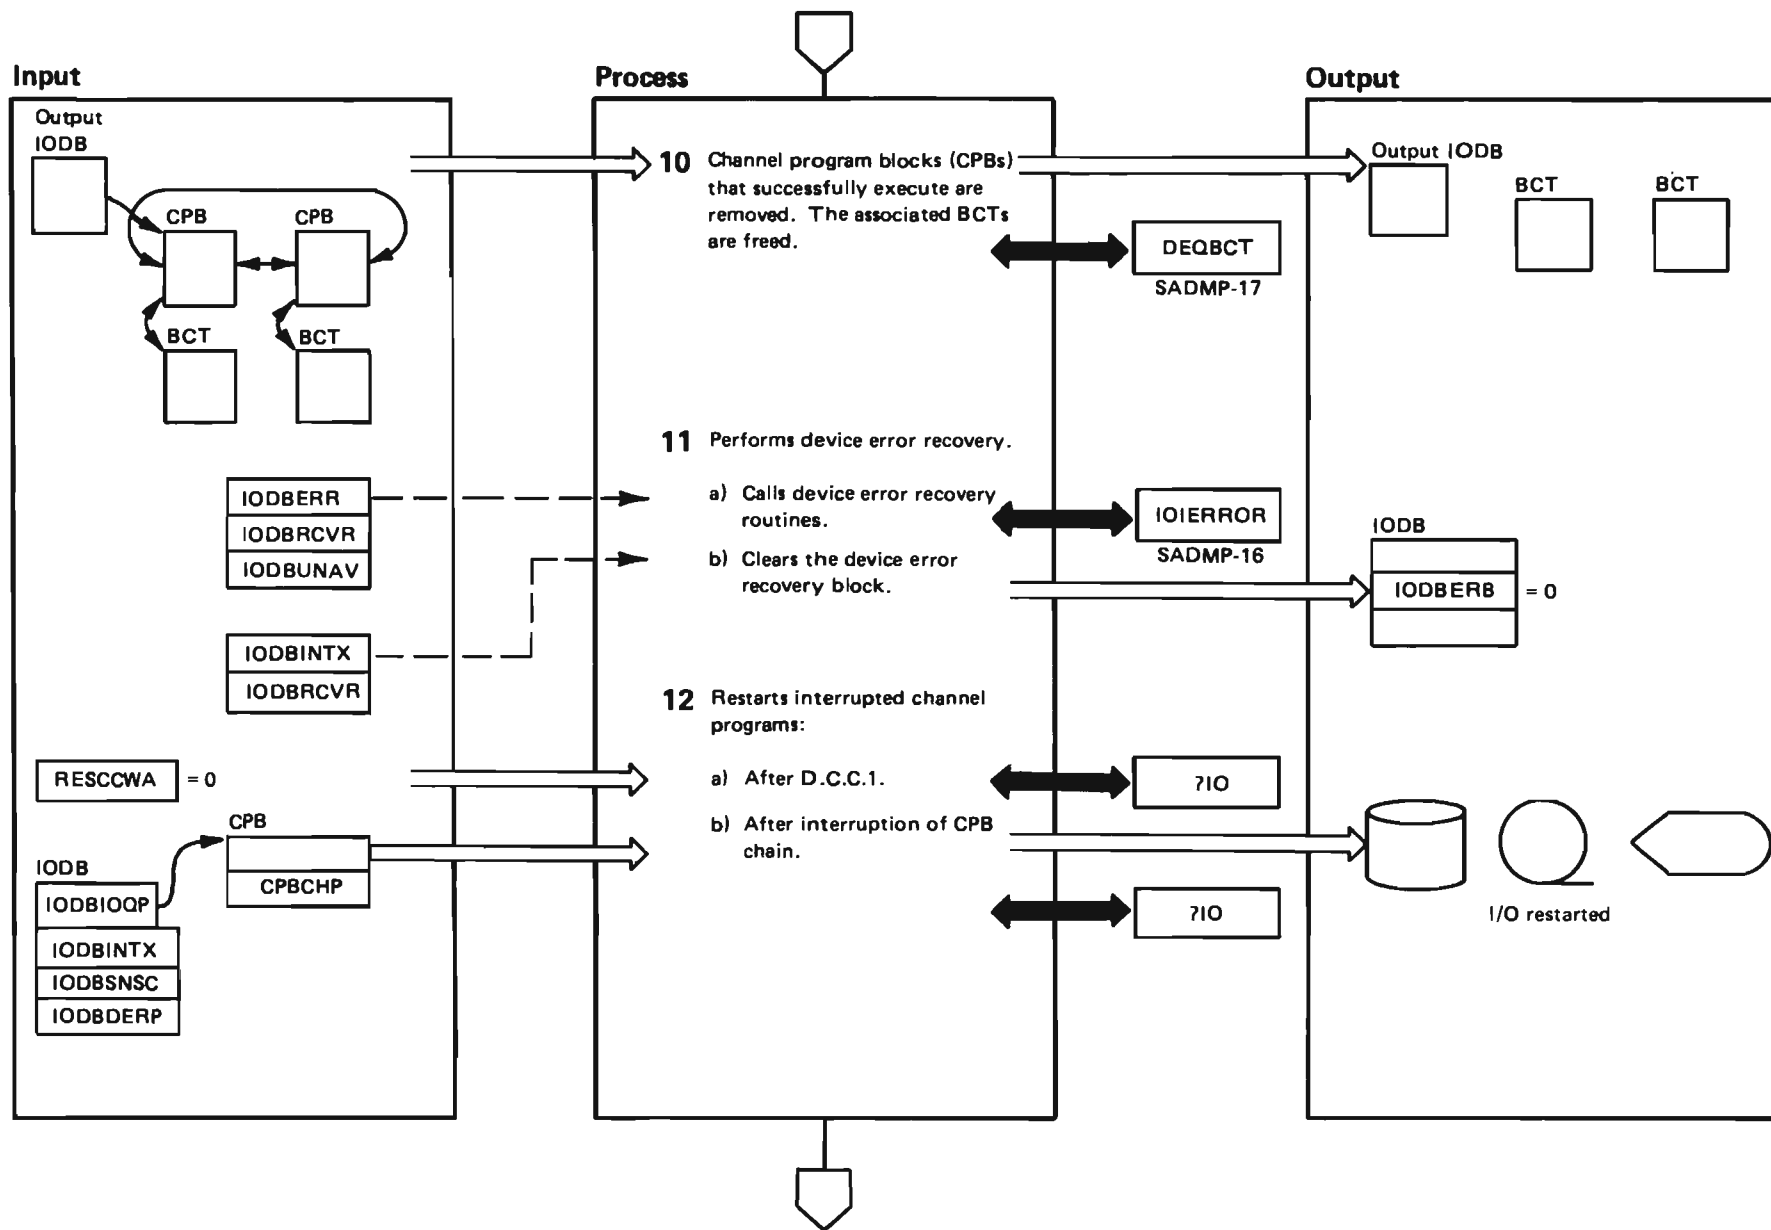 Input
Output
IODB
CPB
CPB
BCT
BCT
IODBERR
IODBRCVR
IODBUNAV
IODBINTX
IODBRCVR
RESCCWA = 0
CPB
CPBCHP
IODB
IODBIOQP
IODBINTX
IODBSNSC
IODBDERP
Process
10 Channel program blocks (CPBs)
that successfully execute are
removed. The associated BCTs
are freed.
DEQBCT
SADMP-17
11 Performs device error recovery.
a) Calls device error recovery
routines.
IOIERROR
SADMP-16
b) Clears the device error
recovery block.
12 Restarts interrupted channel
programs:
a) After D.C.C.1.
?IO
b) After interruption of CPB
chain.
?IO
Output
Output IODB
BCT
BCT
IODB
IODBERB = 0
I/O restarted